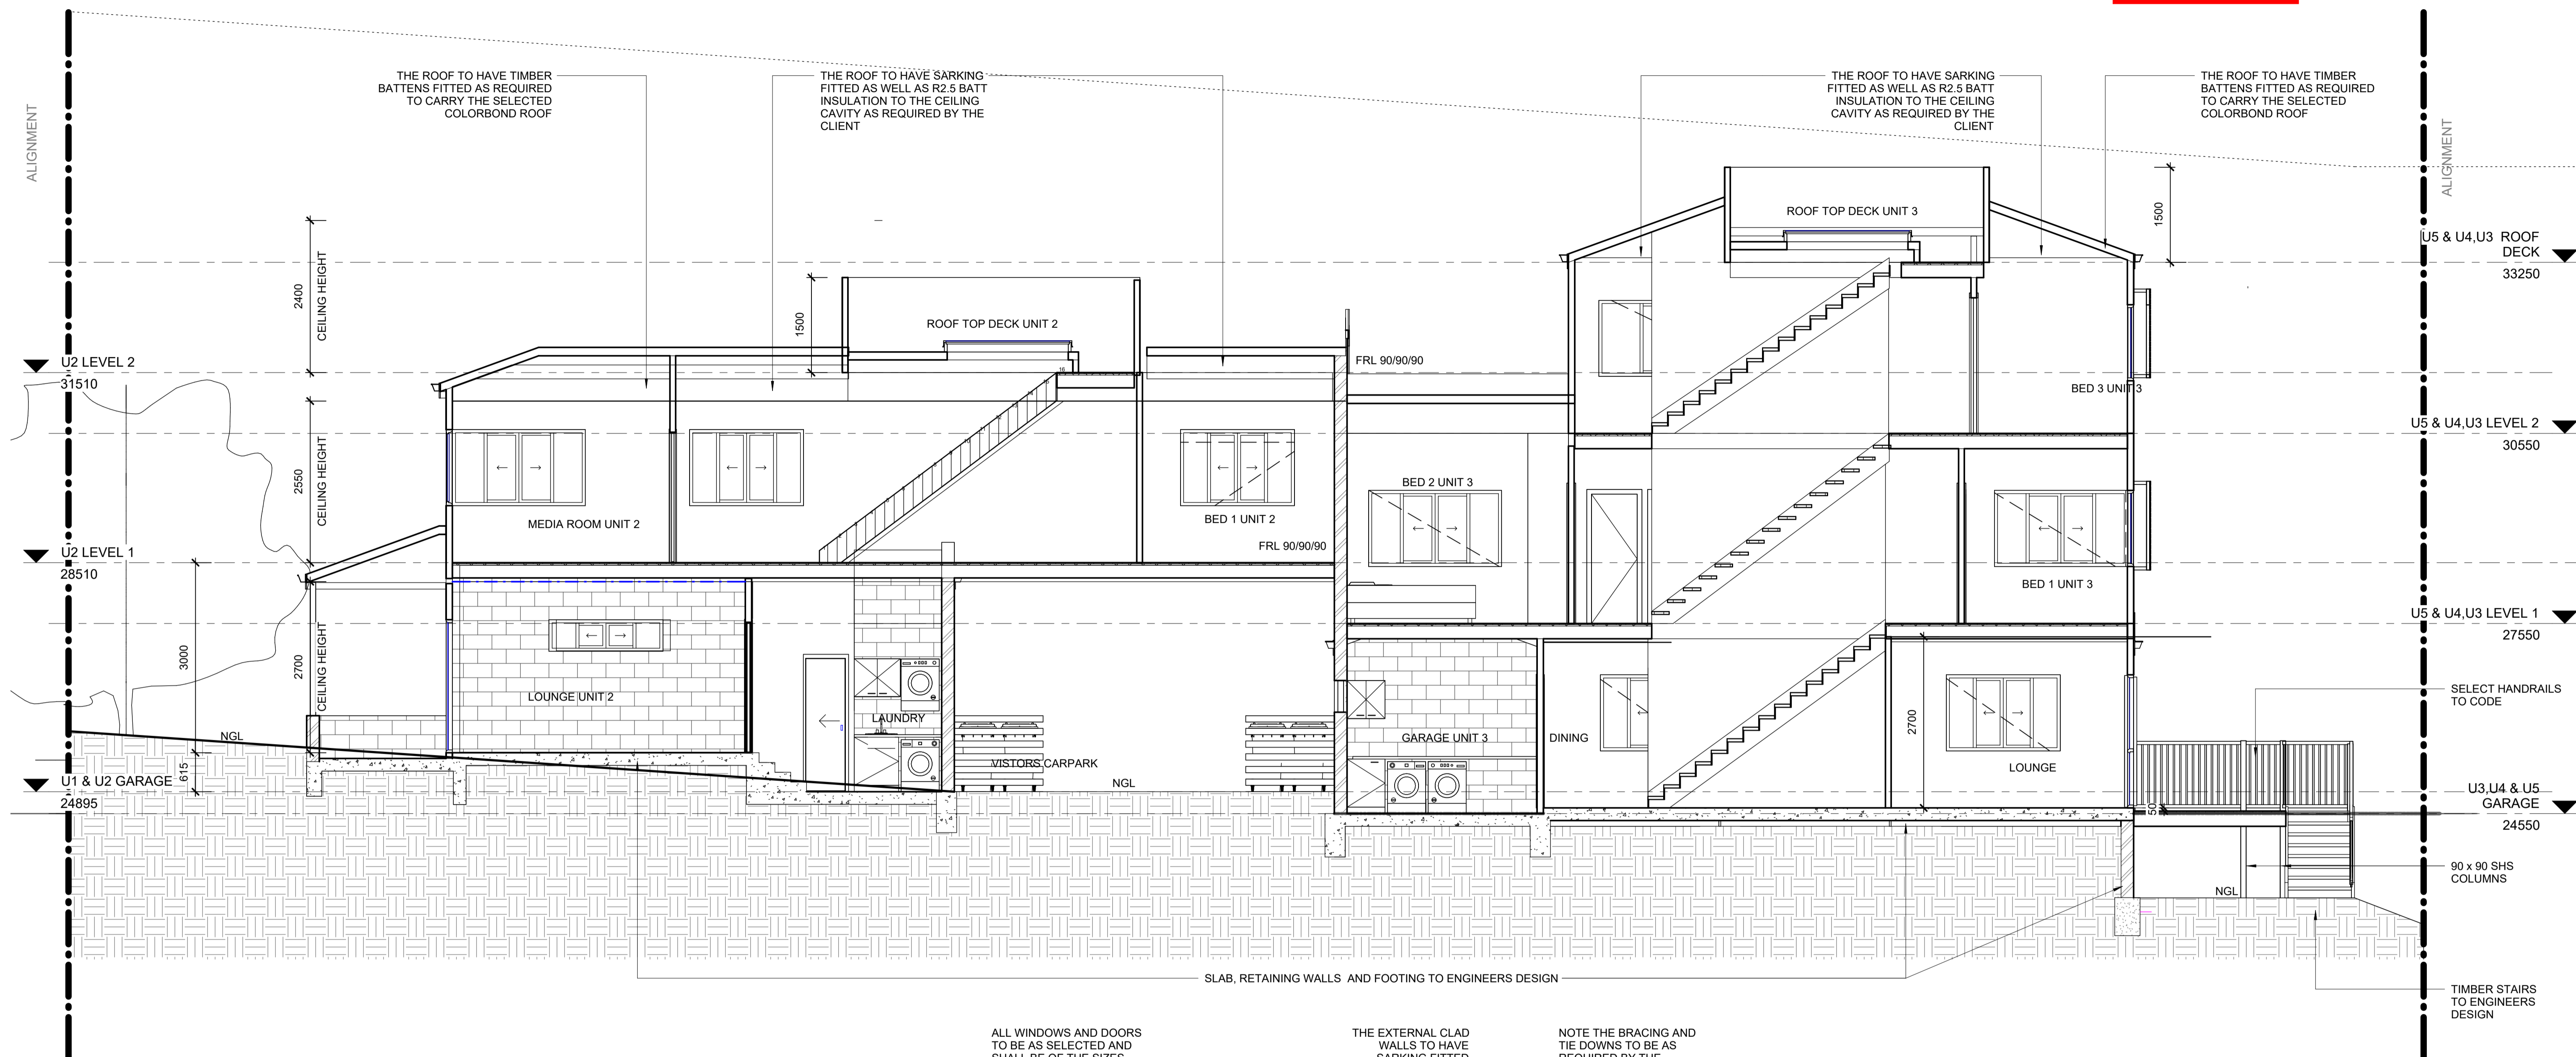 THE ROOF TO HAVE TIMBER
BATTENS FITTED AS REQUIRED
TO CARRY THE SELECTED
COLORBOND ROOF
THE ROOF TO HAVE SARKING
FITTED AS WELL AS R2.5 BATT
INSULATION TO THE CEILING
CAVITY AS REQUIRED BY THE
CLIENT
THE ROOF TO HAVE SARKING
FITTED AS WELL AS R2.5 BATT
INSULATION TO THE CEILING
CAVITY AS REQUIRED BY THE
CLIENT
THE ROOF TO HAVE TIMBER
BATTENS FITTED AS REQUIRED
TO CARRY THE SELECTED
COLORBOND ROOF
ALIGNMENT
ALIGNMENT
ROOF TOP DECK UNIT 3
1500
U5 & U4,U3 ROOF
DECK
33250
2400
CEILING HEIGHT
1500
ROOF TOP DECK UNIT 2
U2 LEVEL 2
31510
FRL 90/90/90
BED 3 UNIT 3
U5 & U4,U3 LEVEL 2
30550
2550
CEILING HEIGHT
16
MEDIA ROOM UNIT 2
BED 1 UNIT 2
BED 2 UNIT 3
FRL 90/90/90
U2 LEVEL 1
28510
BED 1 UNIT 3
U5 & U4,U3 LEVEL 1
27550
3000
2700
CEILING HEIGHT
LOUNGE UNIT 2
LAUNDRY
2700
SELECT HANDRAILS
TO CODE
NGL
GARAGE UNIT 3
DINING
LOUNGE
VISTORS CARPARK
NGL
615
U1 & U2 GARAGE
24895
50
U3,U4 & U5
GARAGE
24550
90 x 90 SHS
COLUMNS
NGL
SLAB, RETAINING WALLS AND FOOTING TO ENGINEERS DESIGN
TIMBER STAIRS
TO ENGINEERS
DESIGN
ALL WINDOWS AND DOORS
TO BE AS SELECTED AND
SHALL BE OF THE SIZES
THE EXTERNAL CLAD
WALLS TO HAVE
SARKING FITTED
NOTE THE BRACING AND
TIE DOWNS TO BE AS
REQUIRED BY THE